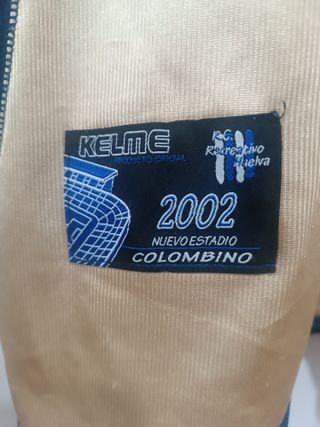 KELME
PRODUCTO OFICIAL
R.C.
Recreativo
Huelva
2002
NUEVO ESTADIO
COLOMBINO